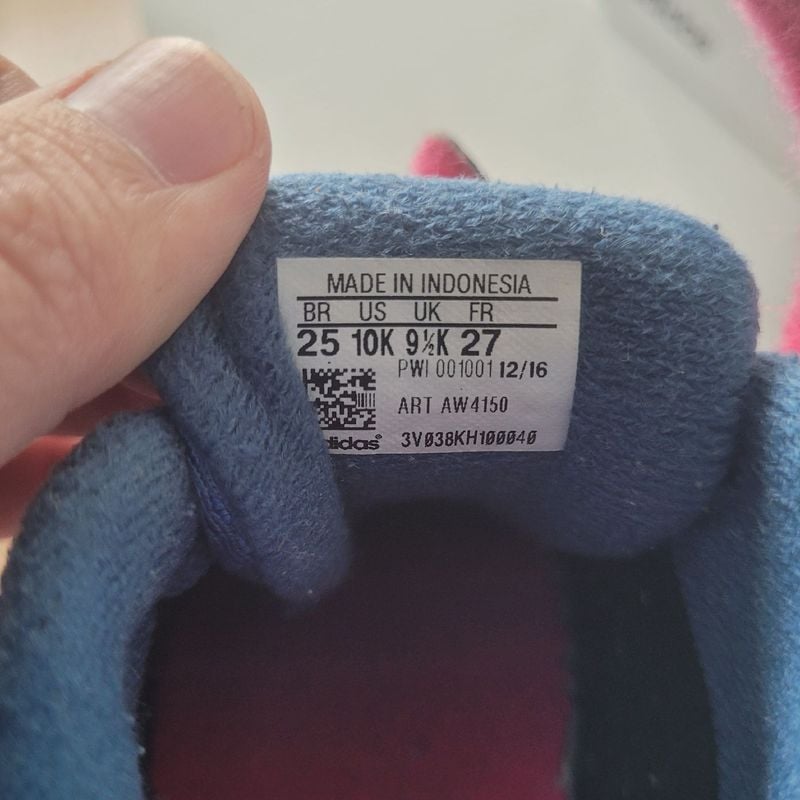 MADE IN INDONESIA
BR US UK FR
25 10K 9½K 27
PWI 001001 12/16
ART AW4150
adidas® 3V038KH100040